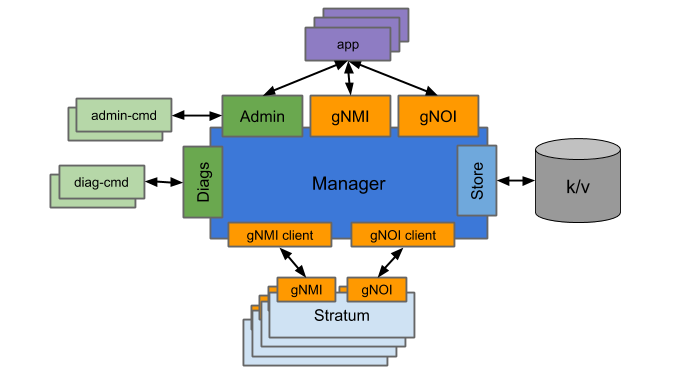 app
admin-cmd
Admin
gNMI
gNOI
diag-cmd
Diags
Manager
Store
k/v
gNMI client
gNOI client
gNMI
gNOI
Stratum